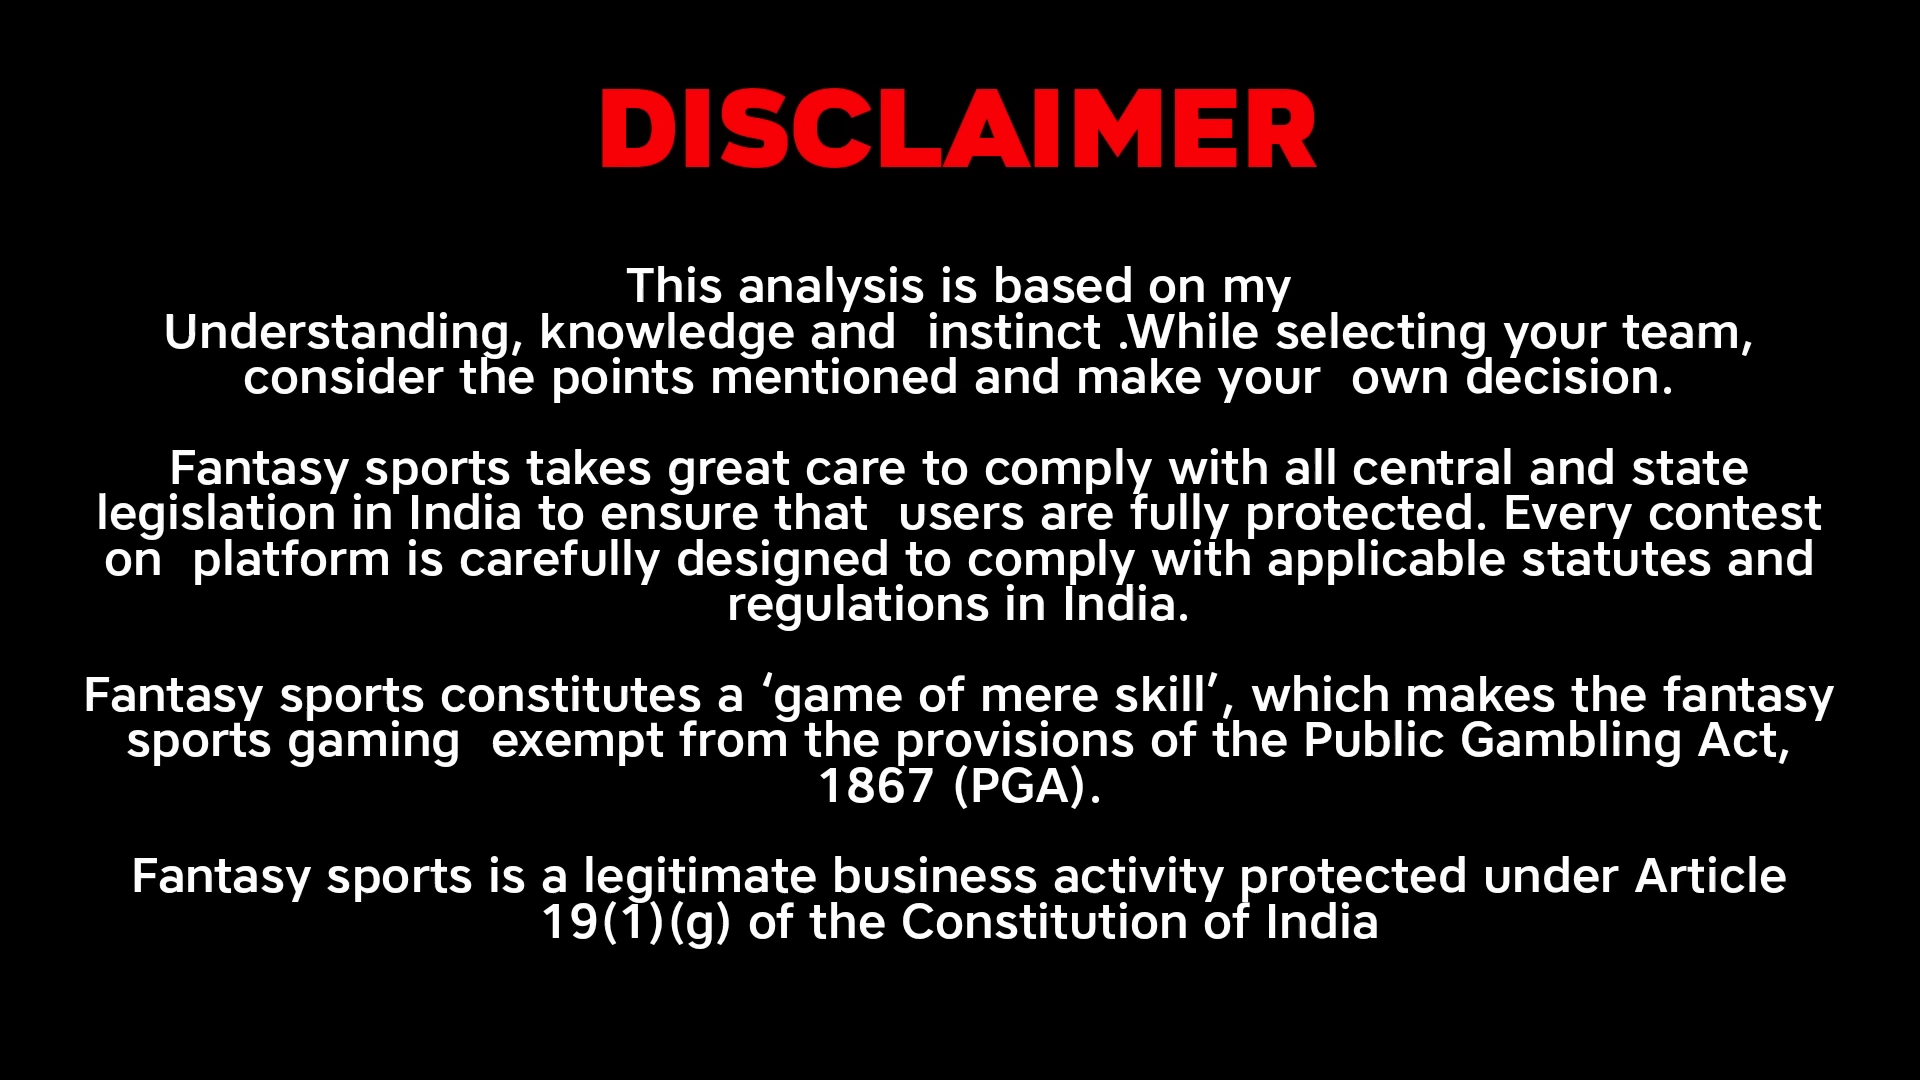 DISCLAIMER
This analysis is based on my
Understanding, knowledge and  instinct .While selecting your team,
consider the points mentioned and make your  own decision.
Fantasy sports takes great care to comply with all central and state
legislation in India to ensure that  users are fully protected. Every contest
on  platform is carefully designed to comply with applicable statutes and
regulations in India.
Fantasy sports constitutes a ‘game of mere skill’, which makes the fantasy
sports gaming  exempt from the provisions of the Public Gambling Act,
1867 (PGA).
Fantasy sports is a legitimate business activity protected under Article
19(1)(g) of the Constitution of India